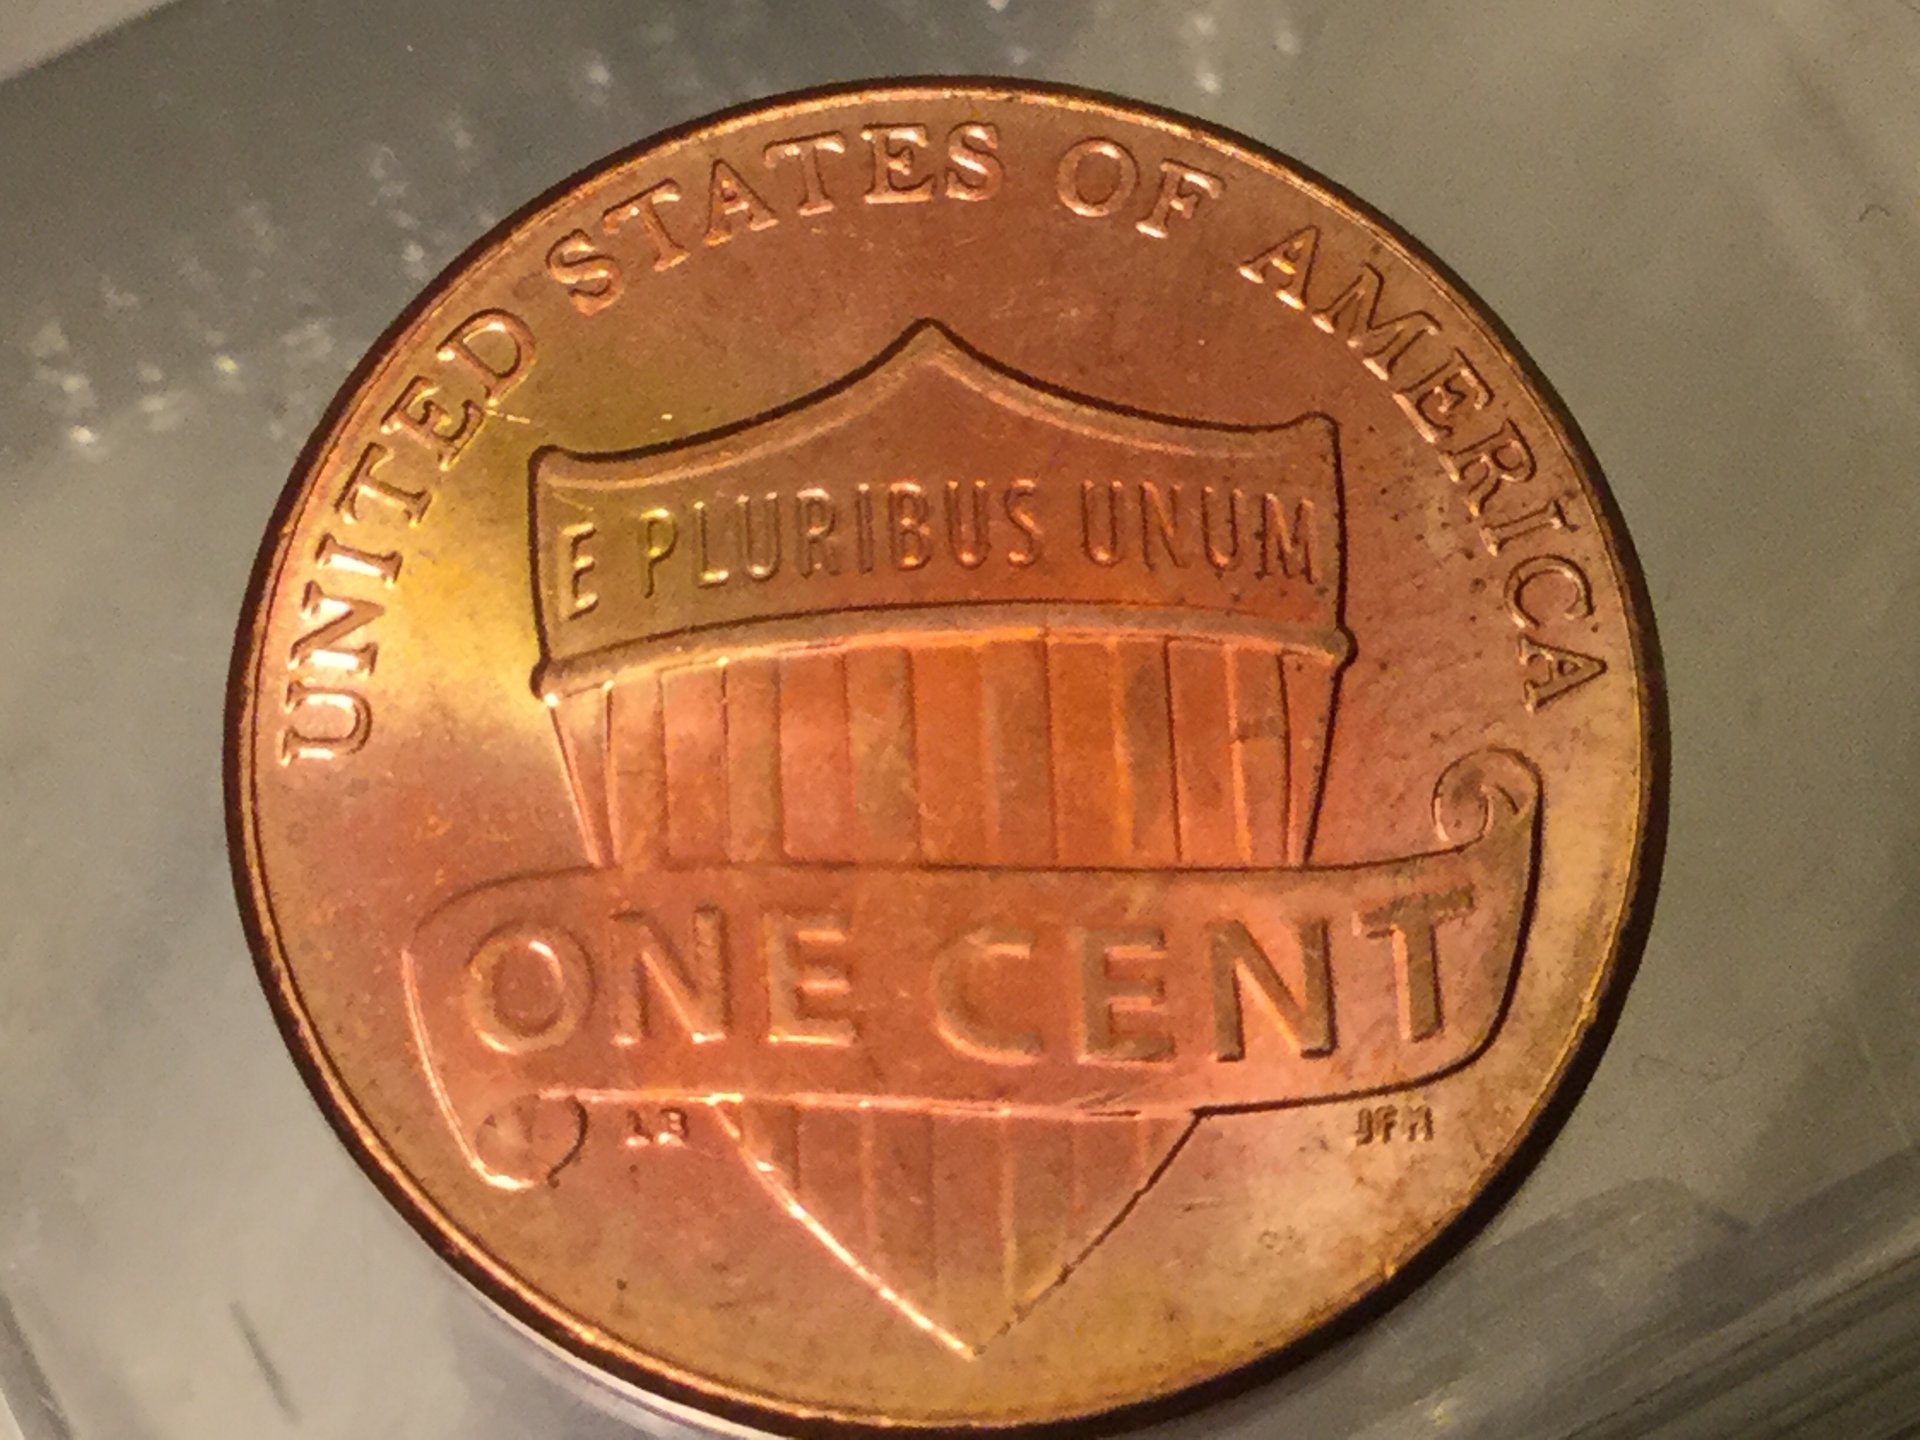 UNITED STATES OF AMERICA
E PLURIBUS UNUM
ONE CENT
LB
JFM